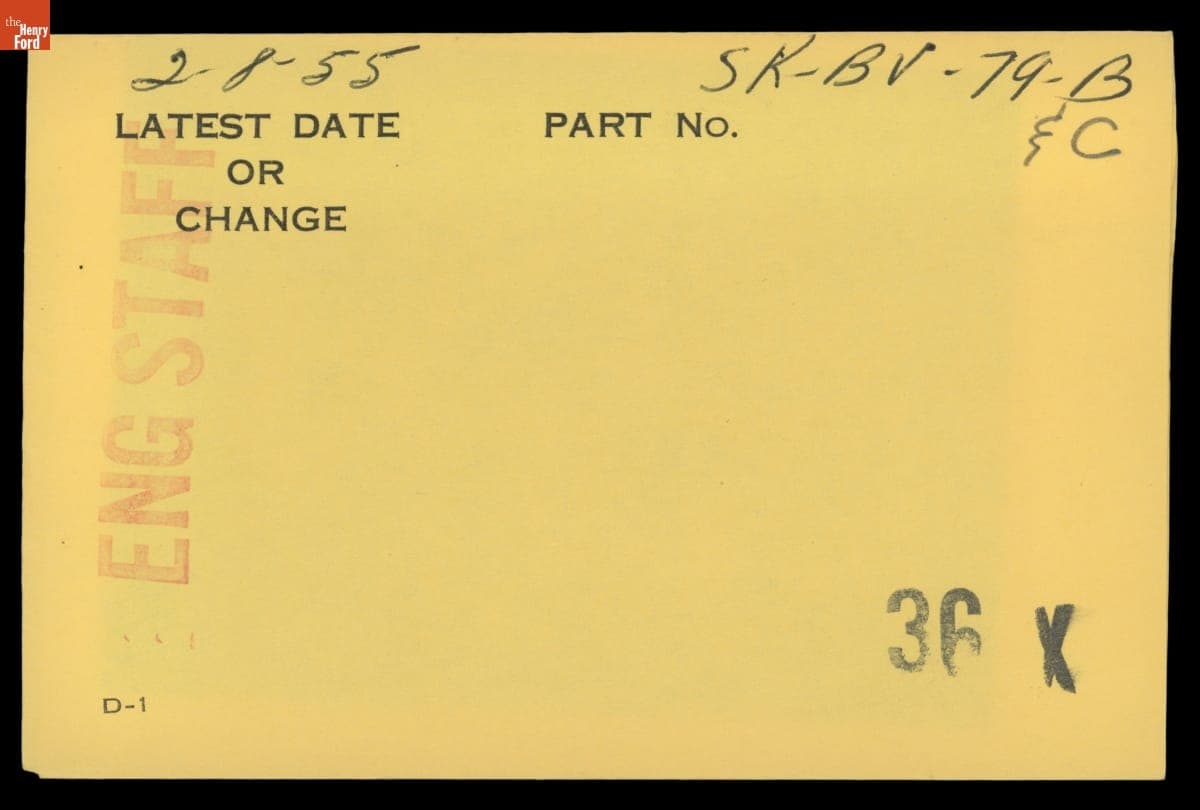 the
Henry
Ford
2-8-55 SK-BV-79-B
& C
LATEST DATE PART No.
OR
CHANGE
ENG STAFF
36 X
D-1